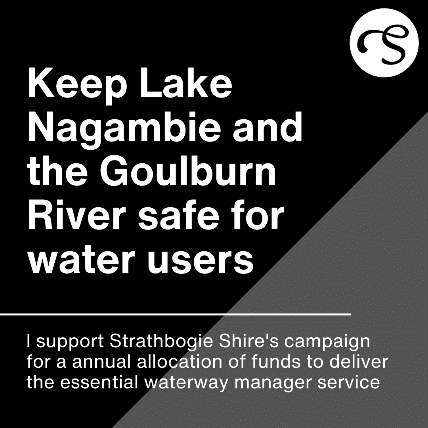 Keep Lake
Nagambie and
the Goulburn
River safe for
water users
I support Strathbogie Shire's campaign
for a annual allocation of funds to deliver
the essential waterway manager service